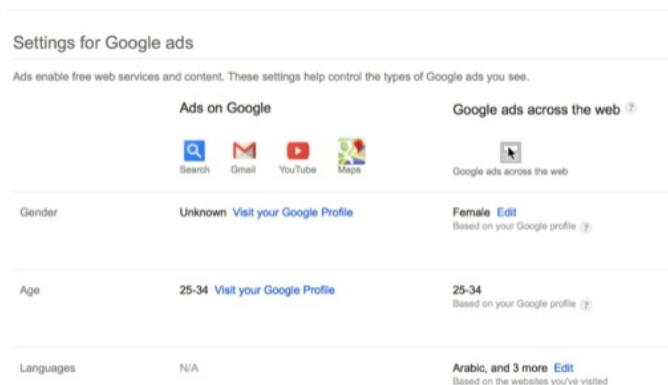 Settings for Google ads
Ads enable free web services and content. These settings help control the types of Google ads you see.
Ads on Google
Google ads across the web ?
Search Gmail YouTube Maps
Google ads across the web
Gender
Unknown Visit your Google Profile
Female Edit
Based on your Google profile ?
Age
25-34 Visit your Google Profile
25-34
Based on your Google profile ?
Languages
N/A
Arabic, and 3 more Edit
Based on the websites you've visited